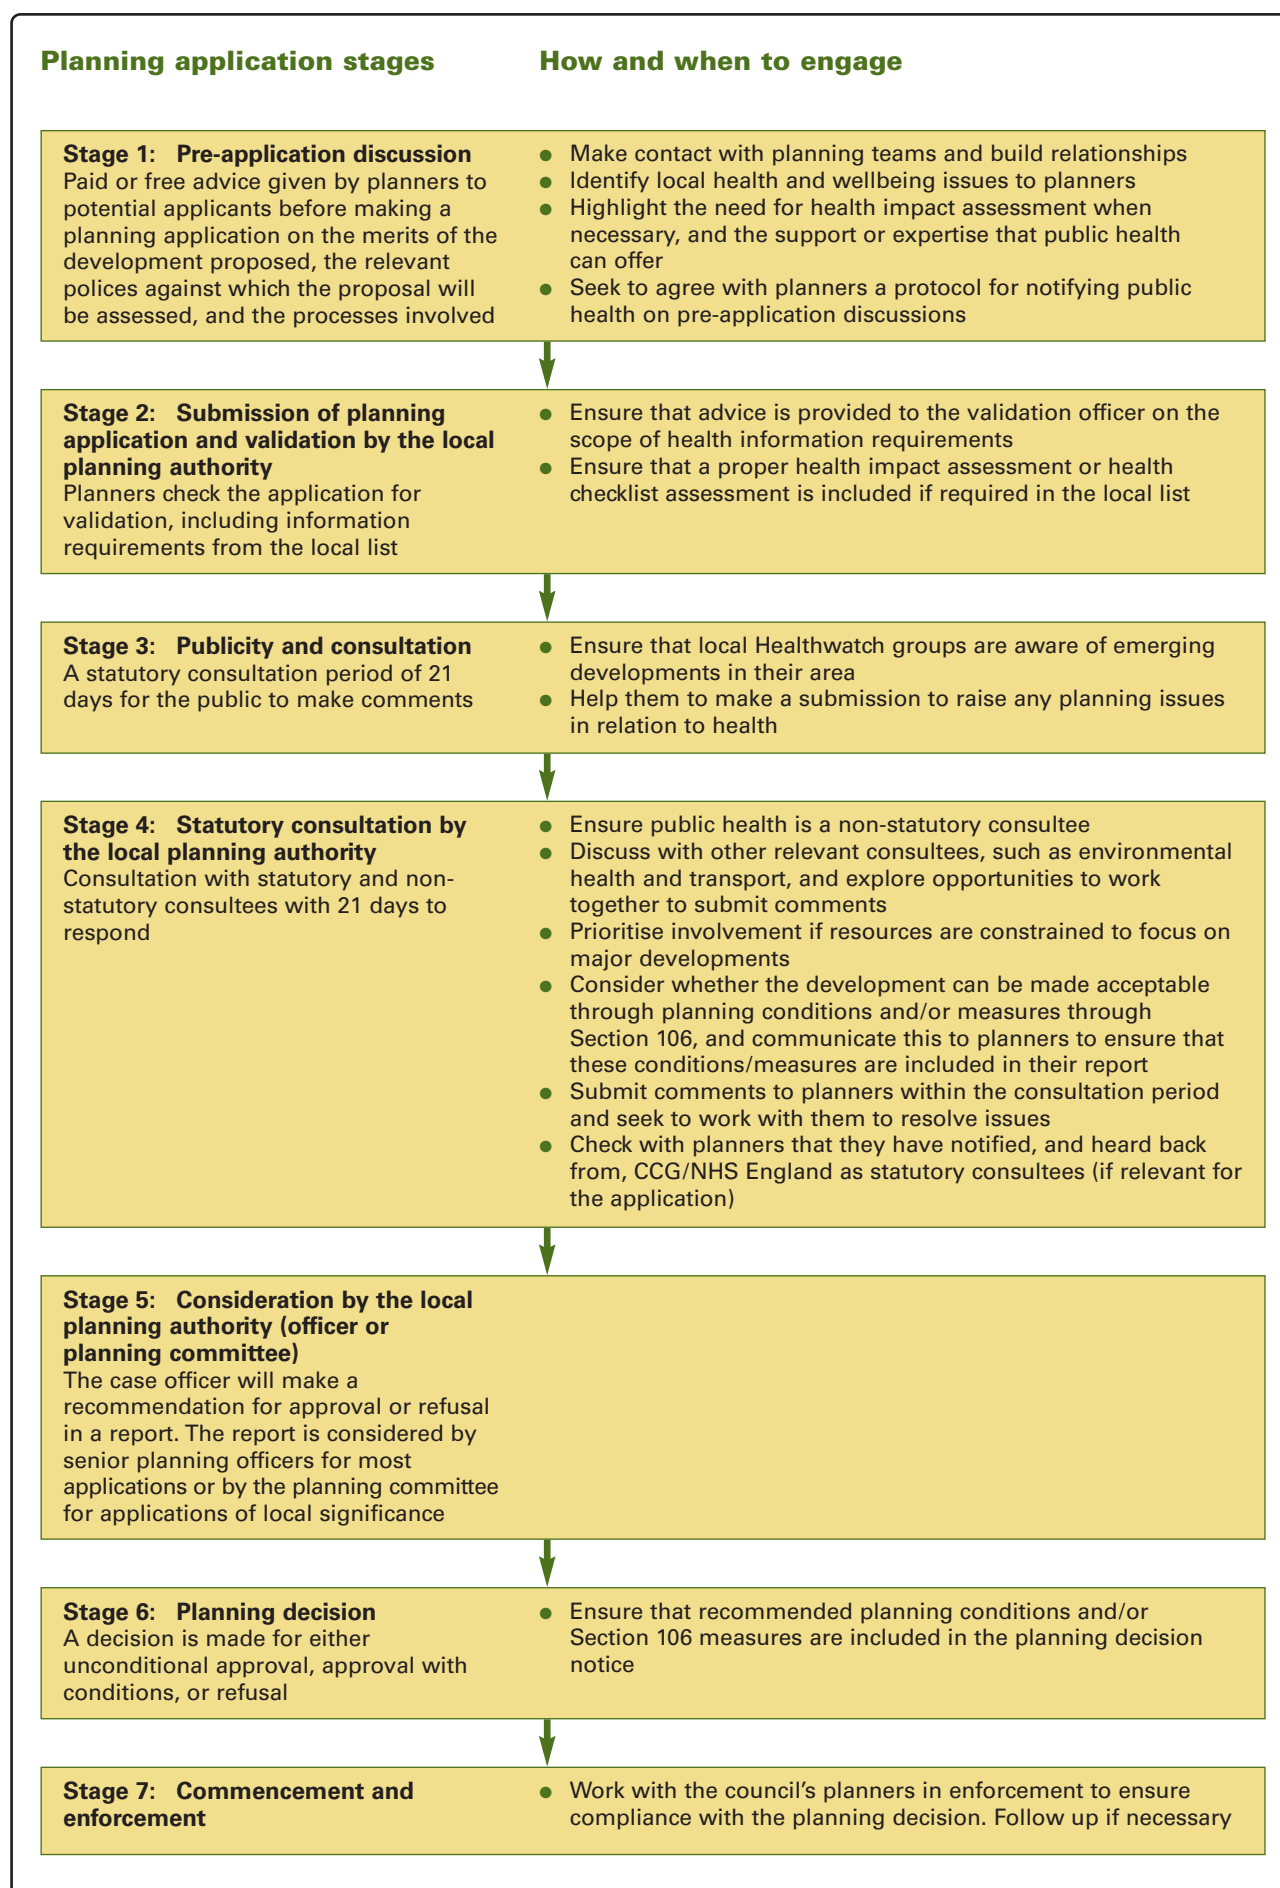 Planning application stages
How and when to engage
Stage 1: Pre-application discussion
Paid or free advice given by planners to
potential applicants before making a
planning application on the merits of the
development proposed, the relevant
polices against which the proposal will
be assessed, and the processes involved
● Make contact with planning teams and build relationships
● Identify local health and wellbeing issues to planners
● Highlight the need for health impact assessment when
necessary, and the support or expertise that public health
can offer
● Seek to agree with planners a protocol for notifying public
health on pre-application discussions
Stage 2: Submission of planning
application and validation by the local
planning authority
Planners check the application for
validation, including information
requirements from the local list
● Ensure that advice is provided to the validation officer on the
scope of health information requirements
● Ensure that a proper health impact assessment or health
checklist assessment is included if required in the local list
Stage 3: Publicity and consultation
A statutory consultation period of 21
days for the public to make comments
● Ensure that local Healthwatch groups are aware of emerging
developments in their area
● Help them to make a submission to raise any planning issues
in relation to health
Stage 4: Statutory consultation by
the local planning authority
Consultation with statutory and non-
statutory consultees with 21 days to
respond
● Ensure public health is a non-statutory consultee
● Discuss with other relevant consultees, such as environmental
health and transport, and explore opportunities to work
together to submit comments
● Prioritise involvement if resources are constrained to focus on
major developments
● Consider whether the development can be made acceptable
through planning conditions and/or measures through
Section 106, and communicate this to planners to ensure that
these conditions/measures are included in their report
● Submit comments to planners within the consultation period
and seek to work with them to resolve issues
● Check with planners that they have notified, and heard back
from, CCG/NHS England as statutory consultees (if relevant for
the application)
Stage 5: Consideration by the local
planning authority (officer or
planning committee)
The case officer will make a
recommendation for approval or refusal
in a report. The report is considered by
senior planning officers for most
applications or by the planning committee
for applications of local significance
Stage 6: Planning decision
A decision is made for either
unconditional approval, approval with
conditions, or refusal
● Ensure that recommended planning conditions and/or
Section 106 measures are included in the planning decision
notice
Stage 7: Commencement and
enforcement
● Work with the council's planners in enforcement to ensure
compliance with the planning decision. Follow up if necessary